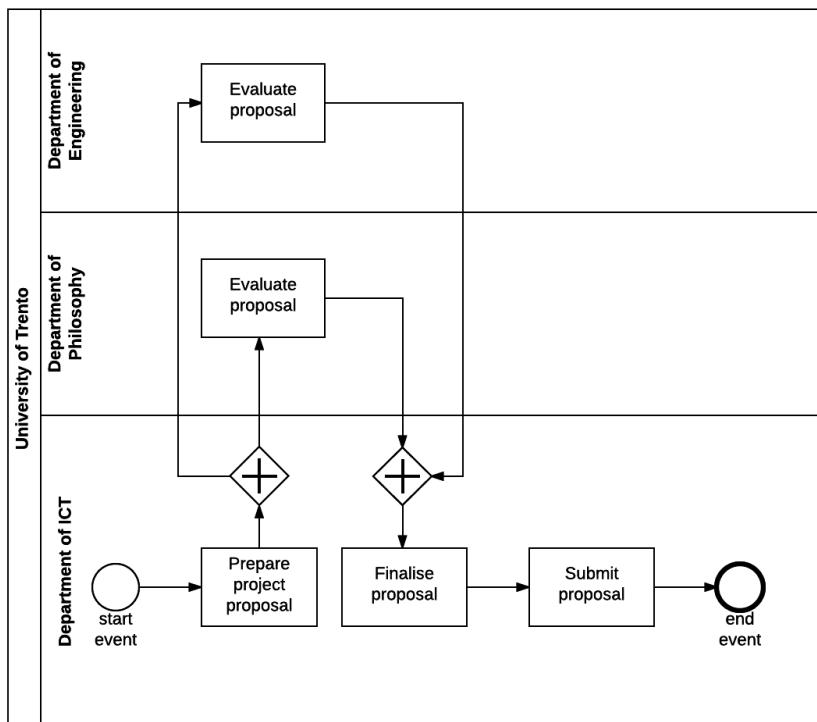 University of Trento
Department of
Engineering
Evaluate
proposal
Department of
Philosophy
Evaluate
proposal
Department of ICT
start
event
Prepare
project
proposal
Finalise
proposal
Submit
proposal
end
event